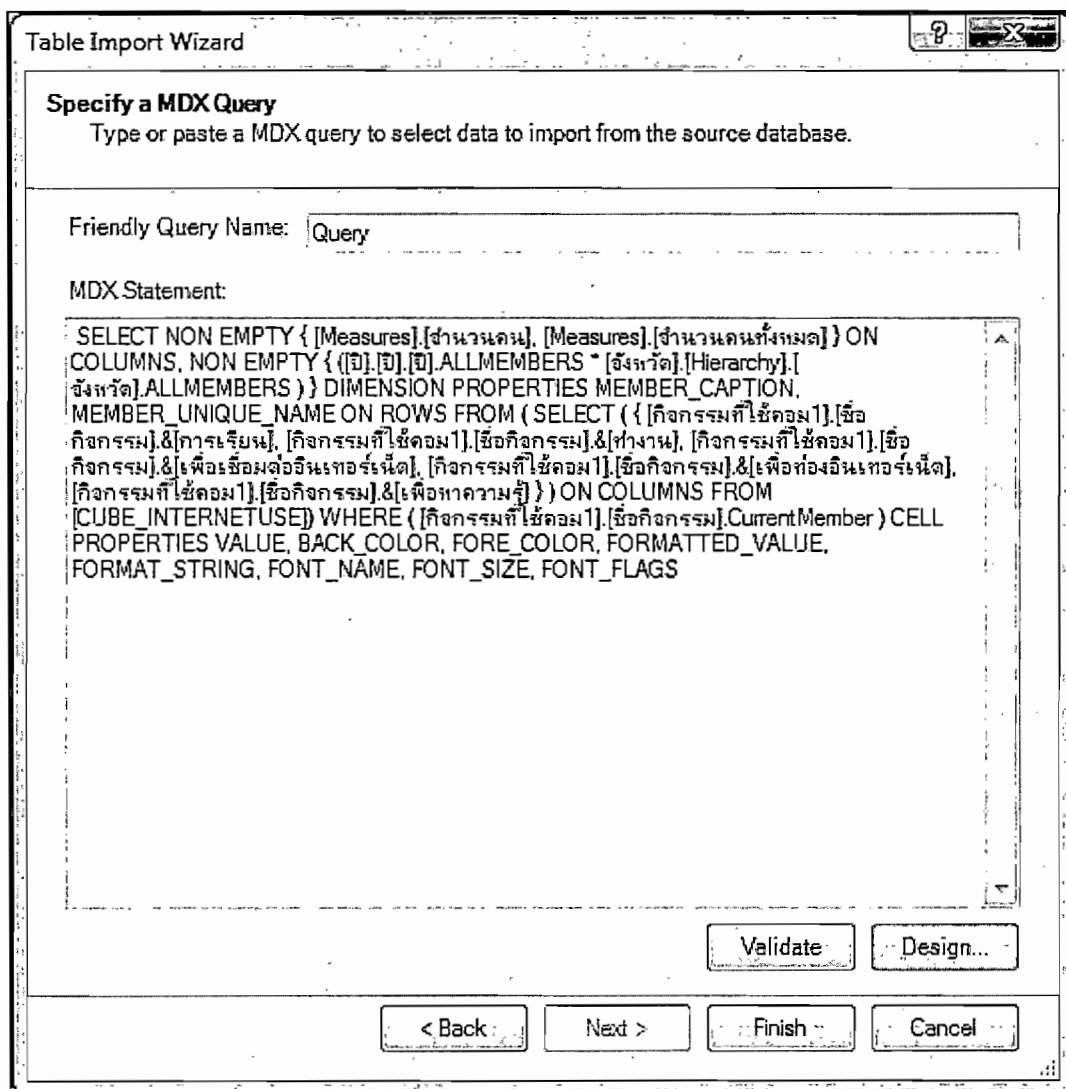 Table Import Wizard
Specify a MDX Query
Type or paste a MDX query to select data to import from the source database.
Friendly Query Name: Query
MDX Statement:
SELECT NON EMPTY { [Measures].[จำนวนคน], [Measures].[จำนวนคนทั้งหมด] } ON
COLUMNS, NON EMPTY { ([ปี].[ปี].[ปี].ALLMEMBERS * [จังหวัด].[Hierarchy].[
จังหวัด].ALLMEMBERS ) } DIMENSION PROPERTIES MEMBER_CAPTION,
MEMBER_UNIQUE_NAME ON ROWS FROM ( SELECT ( { [กิจกรรมที่ใช้คอม1].[ชื่อ
กิจกรรม].&[การเรียน], [กิจกรรมที่ใช้คอม1].[ชื่อกิจกรรม].&[ทำงาน], [กิจกรรมที่ใช้คอม1].[ชื่อ
กิจกรรม].&[เพื่อเชื่อมต่ออินเทอร์เน็ต], [กิจกรรมที่ใช้คอม1].[ชื่อกิจกรรม].&[เพื่อท่องอินเทอร์เน็ต],
[กิจกรรมที่ใช้คอม1].[ชื่อกิจกรรม].&[เพื่อหาความรู้] } ) ON COLUMNS FROM
[CUBE_INTERNETUSE]) WHERE ( [กิจกรรมที่ใช้คอม1].[ชื่อกิจกรรม].CurrentMember ) CELL
PROPERTIES VALUE, BACK_COLOR, FORE_COLOR, FORMATTED_VALUE,
FORMAT_STRING, FONT_NAME, FONT_SIZE, FONT_FLAGS
Validate Design...
< Back Next > Finish Cancel